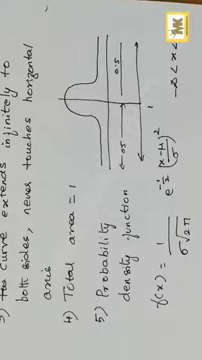 3) the curve extends infinitely to
both sides, never touches horizontal
axis
4) Total area = 1
0.5 0.5
1
5) Probability
density function
f(x) = 1/(σ√2π) e^(-1/2 ((x-μ)/σ)²) -∞ < x <
MK